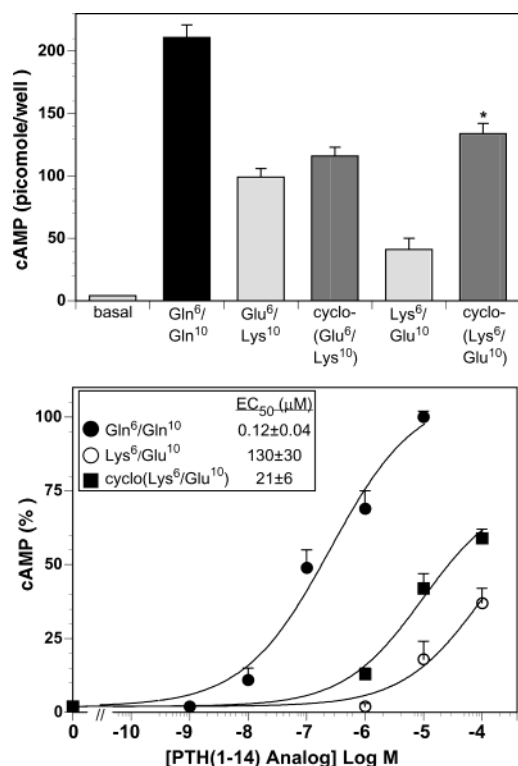 200
150
100
50
0
cAMP (picomole/well)
*
basal
Gln⁶/
Gln¹⁰
Glu⁶/
Lys¹⁰
cyclo-
(Glu⁶/
Lys¹⁰)
Lys⁶/
Glu¹⁰
cyclo-
(Lys⁶/
Glu¹⁰)
EC₅₀ (μM)
Gln⁶/Gln¹⁰ 0.12±0.04
Lys⁶/Glu¹⁰ 130±30
cyclo(Lys⁶/Glu¹⁰) 21±6
100
75
50
25
0
cAMP (%)
0 -10 -9 -8 -7 -6 -5 -4
[PTH(1-14) Analog] Log M